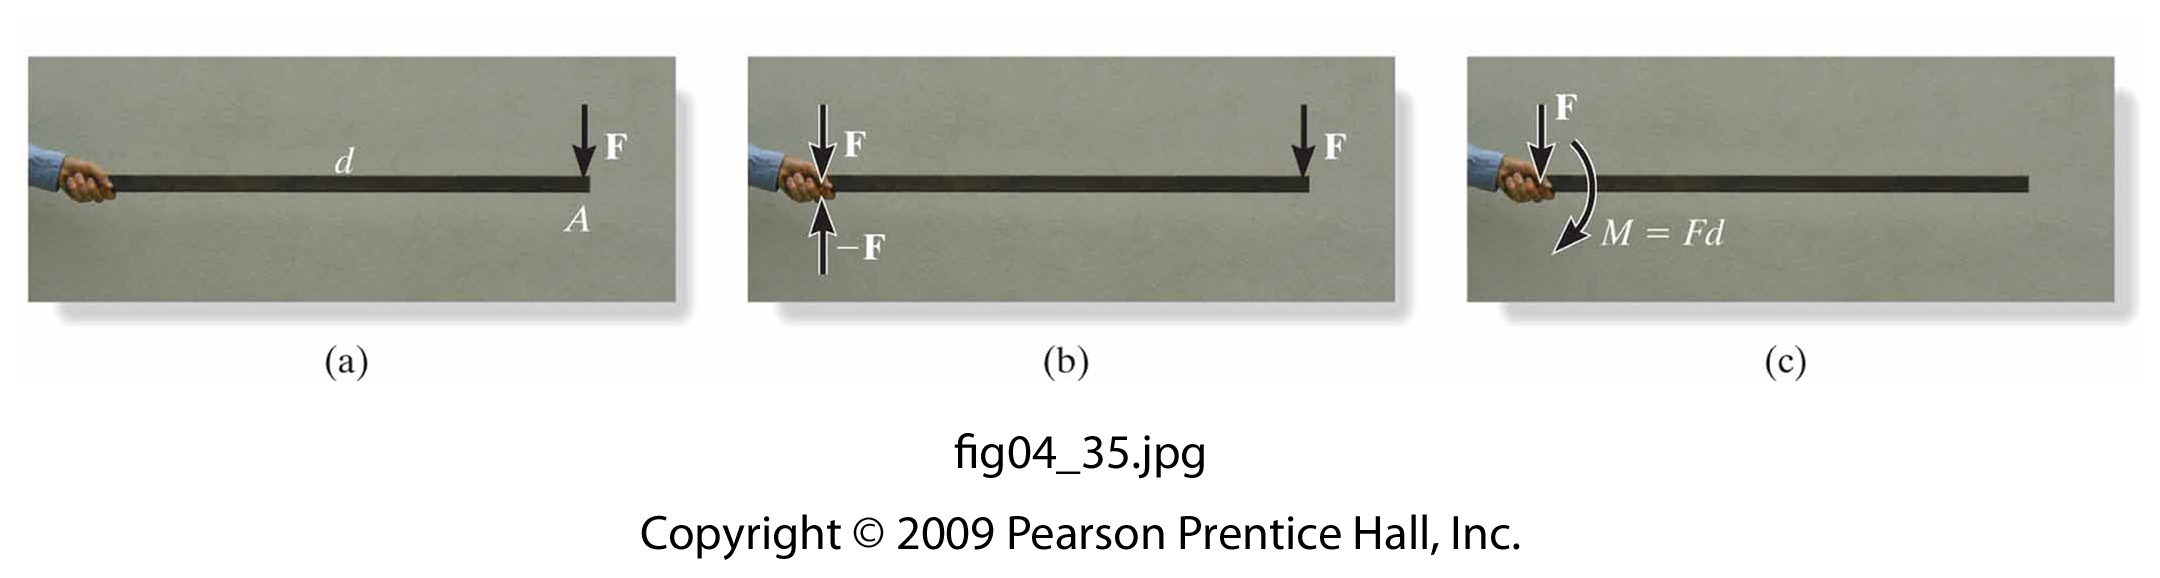 d
F
A
(a)
F
F
−F
(b)
F
M = Fd
(c)
fig04_35.jpg
Copyright © 2009 Pearson Prentice Hall, Inc.